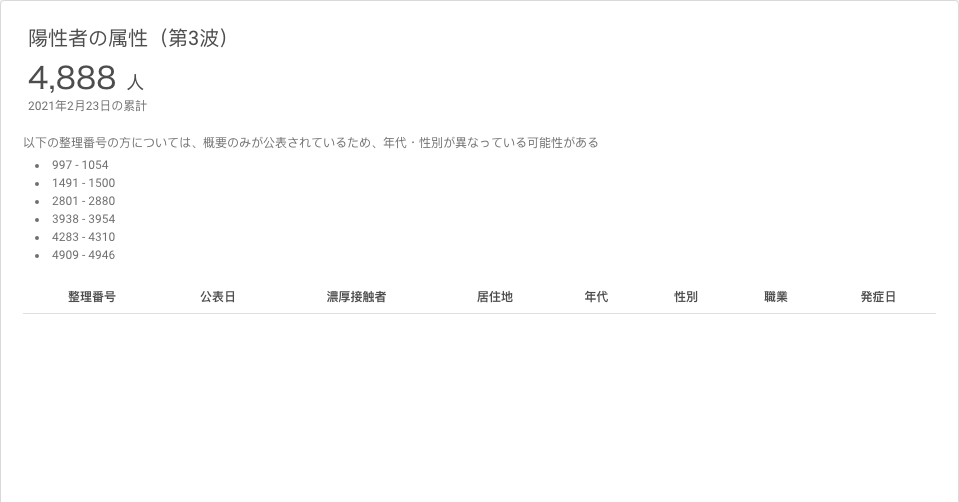 陽性者の属性（第3波）
4,888 人
2021年2月23日の累計
以下の整理番号の方については、概要のみが公表されているため、年代・性別が異なっている可能性がある
• 997 - 1054
• 1491 - 1500
• 2801 - 2880
• 3938 - 3954
• 4283 - 4310
• 4909 - 4946
整理番号 公表日 濃厚接触者 居住地 年代 性別 職業 発症日